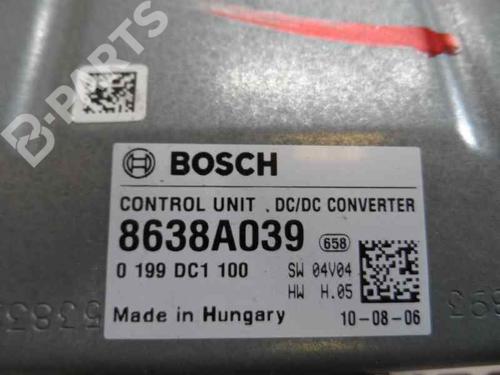 B-PARTS
BOSCH
CONTROL UNIT . DC/DC CONVERTER
8638A039 658
0 199 DC1 100 SW 04V04
HW H.05
Made in Hungary 10-08-06